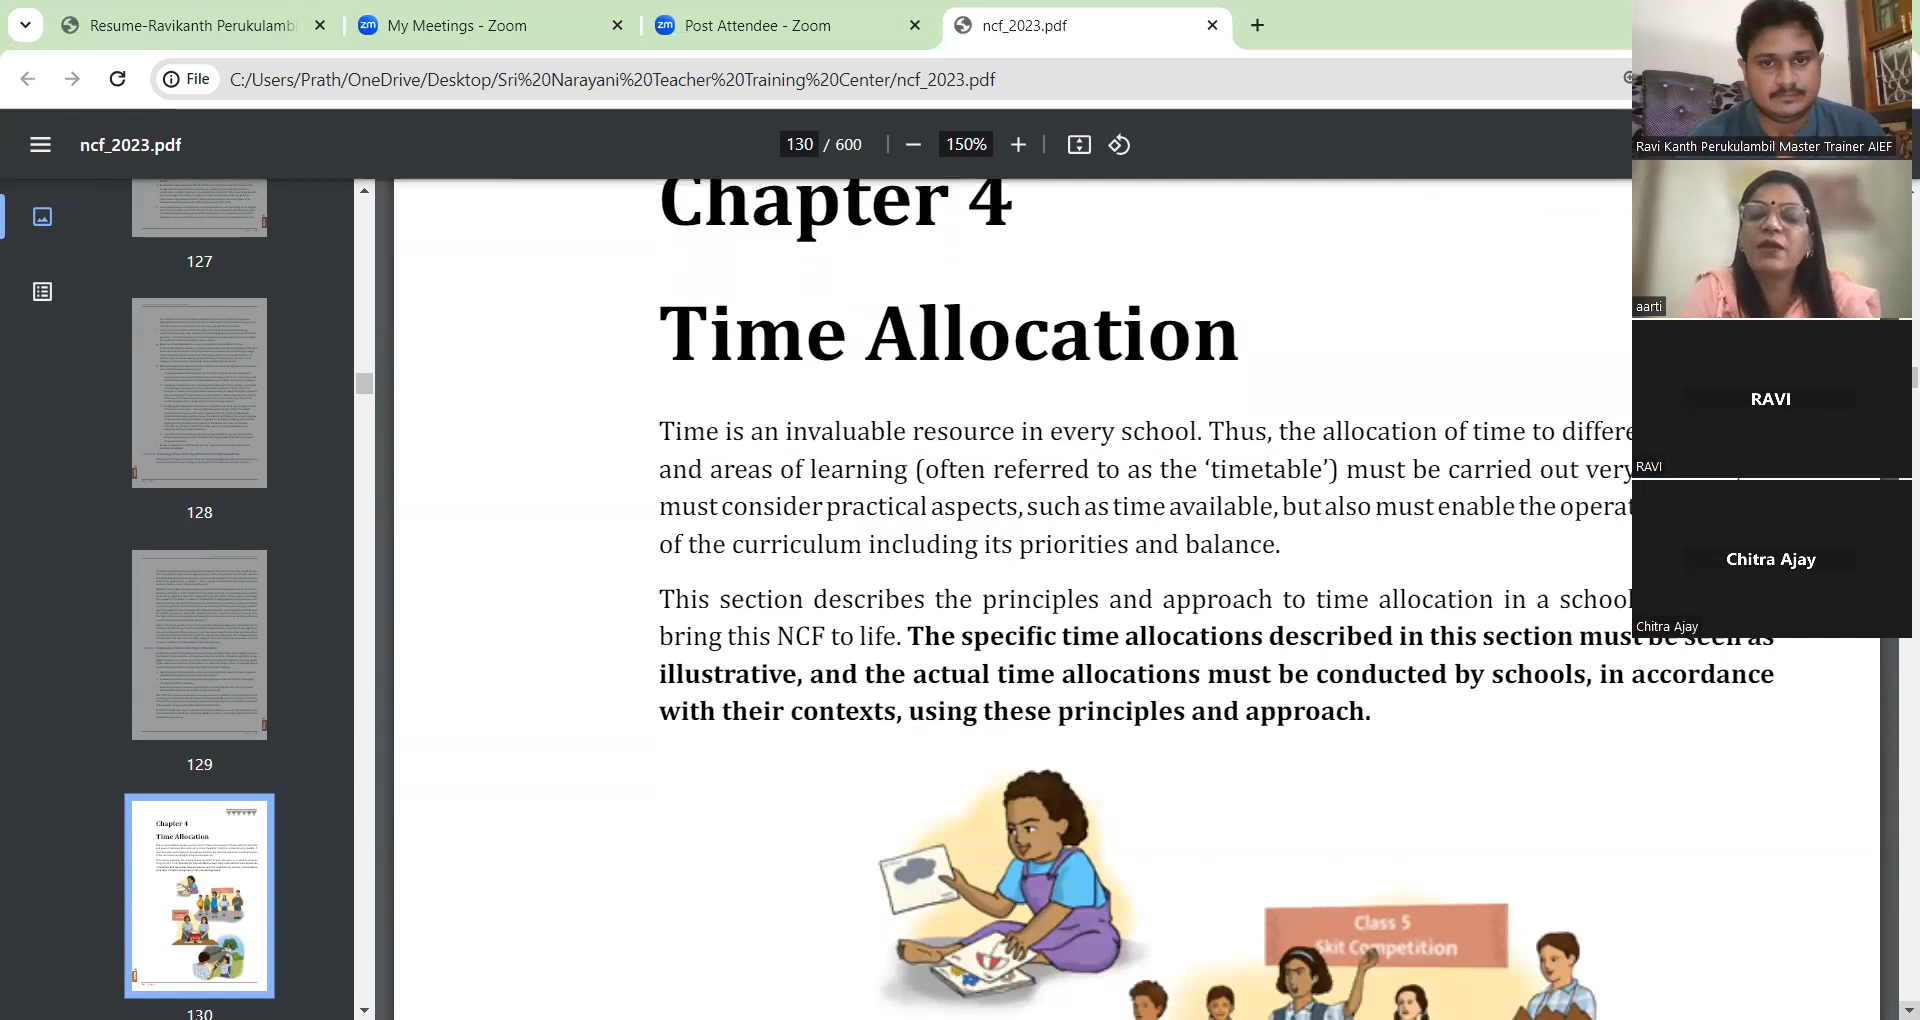 Resume-Ravikanth Perukulambi
My Meetings - Zoom
Post Attendee - Zoom
ncf_2023.pdf
File
C:/Users/Prath/OneDrive/Desktop/Sri%20Narayani%20Teacher%20Training%20Center/ncf_2023.pdf
ncf_2023.pdf
130 / 600
150%
127
128
129
Chapter 4
Time Allocation
130
Chapter 4
Time Allocation
Time is an invaluable resource in every school. Thus, the allocation of time to differe
and areas of learning (often referred to as the ‘timetable’) must be carried out very
must consider practical aspects, such as time available, but also must enable the operat
of the curriculum including its priorities and balance.
This section describes the principles and approach to time allocation in a school
bring this NCF to life. The specific time allocations described in this section must be seen as
illustrative, and the actual time allocations must be conducted by schools, in accordance
with their contexts, using these principles and approach.
Class 5
Skit Competition
Ravi Kanth Perukulambil Master Trainer AIEF
aarti
RAVI
RAVI
Chitra Ajay
Chitra Ajay